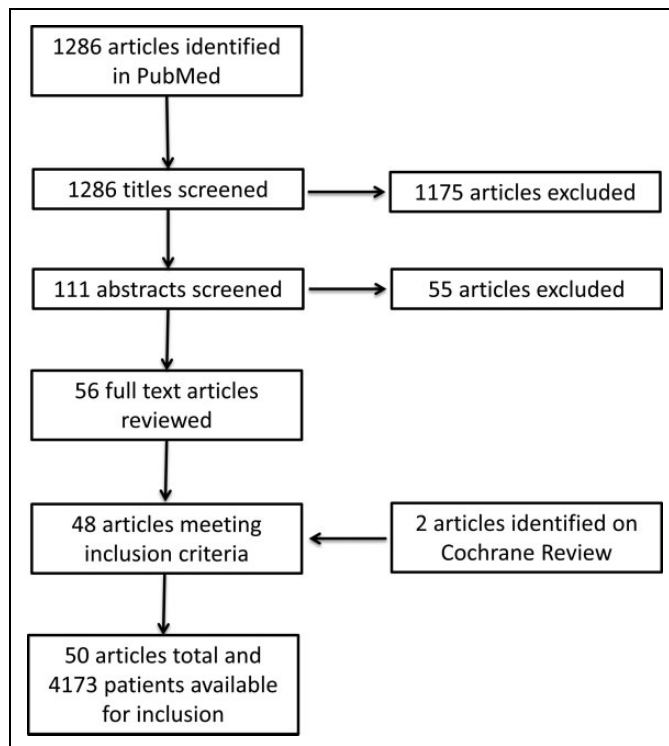 1286 articles identified
in PubMed
1286 titles screened
1175 articles excluded
111 abstracts screened
55 articles excluded
56 full text articles
reviewed
48 articles meeting
inclusion criteria
2 articles identified on
Cochrane Review
50 articles total and
4173 patients available
for inclusion